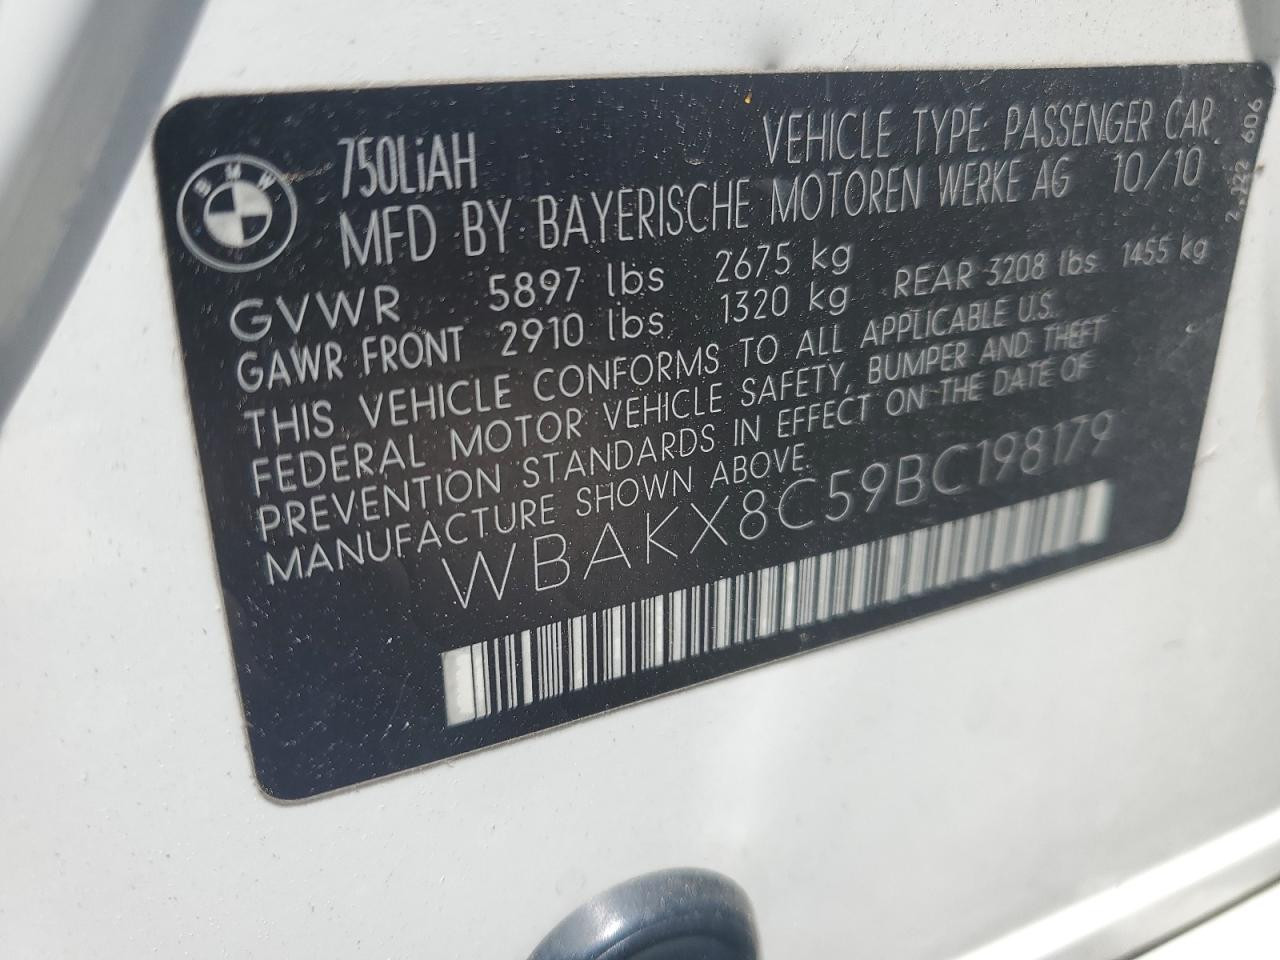 BMW
750LiAH
VEHICLE TYPE: PASSENGER CAR
MFD BY BAYERISCHE MOTOREN WERKE AG 10/10
GVWR 5897 lbs 2675 kg
GAWR FRONT 2910 lbs 1320 kg REAR 3208 lbs 1455 kg
THIS VEHICLE CONFORMS TO ALL APPLICABLE U.S.
FEDERAL MOTOR VEHICLE SAFETY, BUMPER AND THEFT
PREVENTION STANDARDS IN EFFECT ON THE DATE OF
MANUFACTURE SHOWN ABOVE.
WBAKX8C59BC198179
606